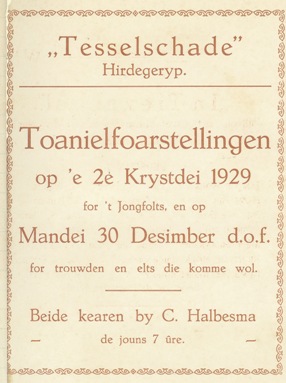 „Tesselschade”
Hirdegeryp.
Toanielfoarstellingen
op 'e 2e Krystdei 1929
for 't Jongfolts, en op
Mandei 30 Desimber d.o.f.
for trouwden en elts die komme wol.
Beide kearen by C. Halbesma
— de jouns 7 ûre. —